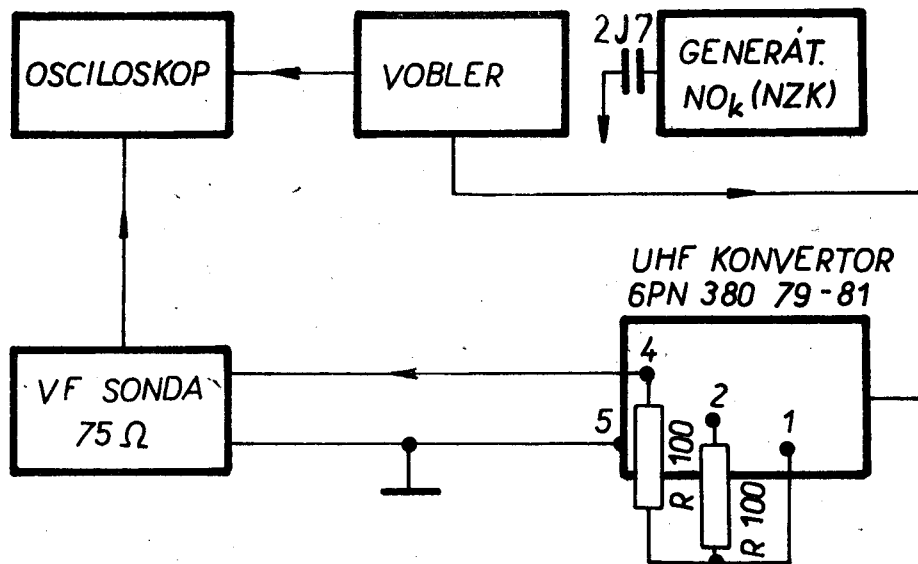 OSCILOSKOP
VOBLER
2J7
GENERÁT.
NOk (NZK)
UHF KONVERTOR
6PN 380 79-81
VF SONDA
75 Ω
4
5
2
1
R 100
R 100